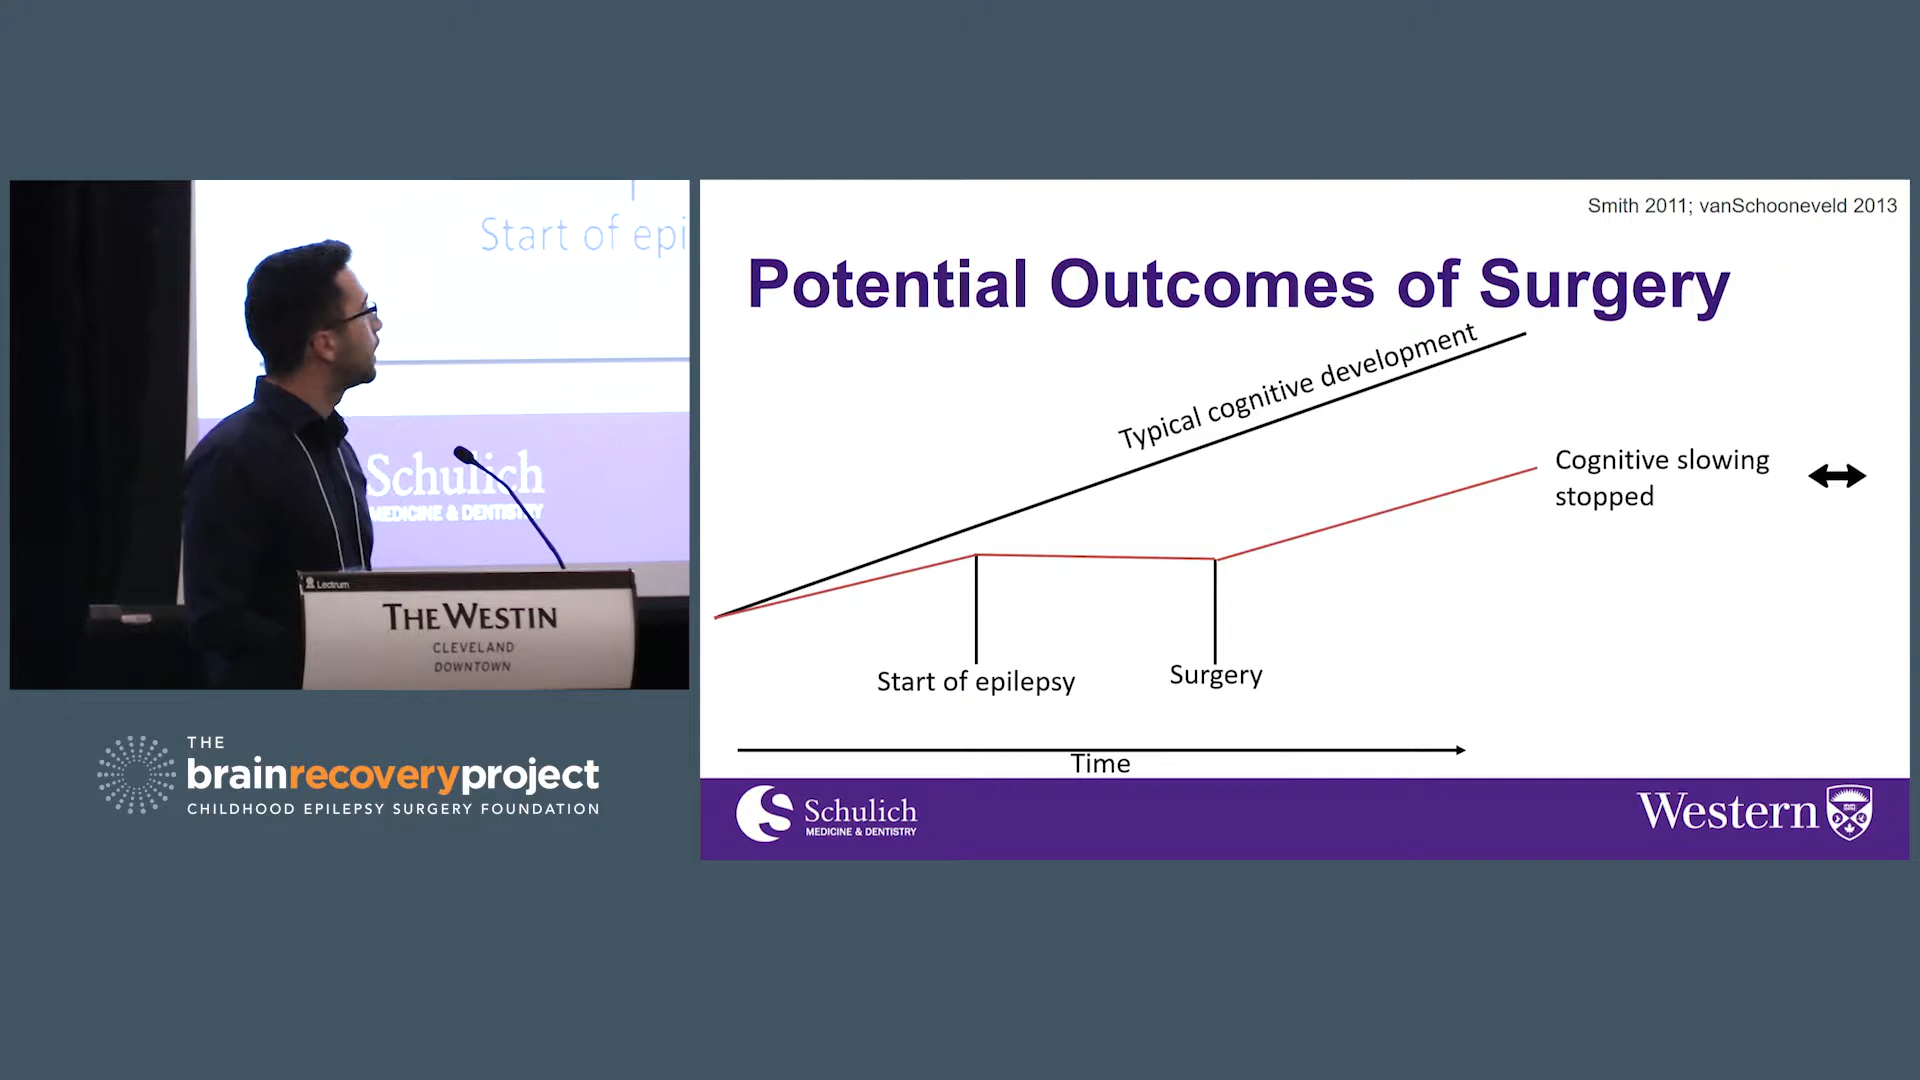 Start of epi
Schulich
MEDICINE & DENTISTRY
Lectrum
THE WESTIN
CLEVELAND
DOWNTOWN
THE
brainrecoveryproject
CHILDHOOD EPILEPSY SURGERY FOUNDATION
Smith 2011; vanSchooneveld 2013
Potential Outcomes of Surgery
Typical cognitive development
Cognitive slowing
stopped
Start of epilepsy
Surgery
Time
Schulich
MEDICINE & DENTISTRY
Western